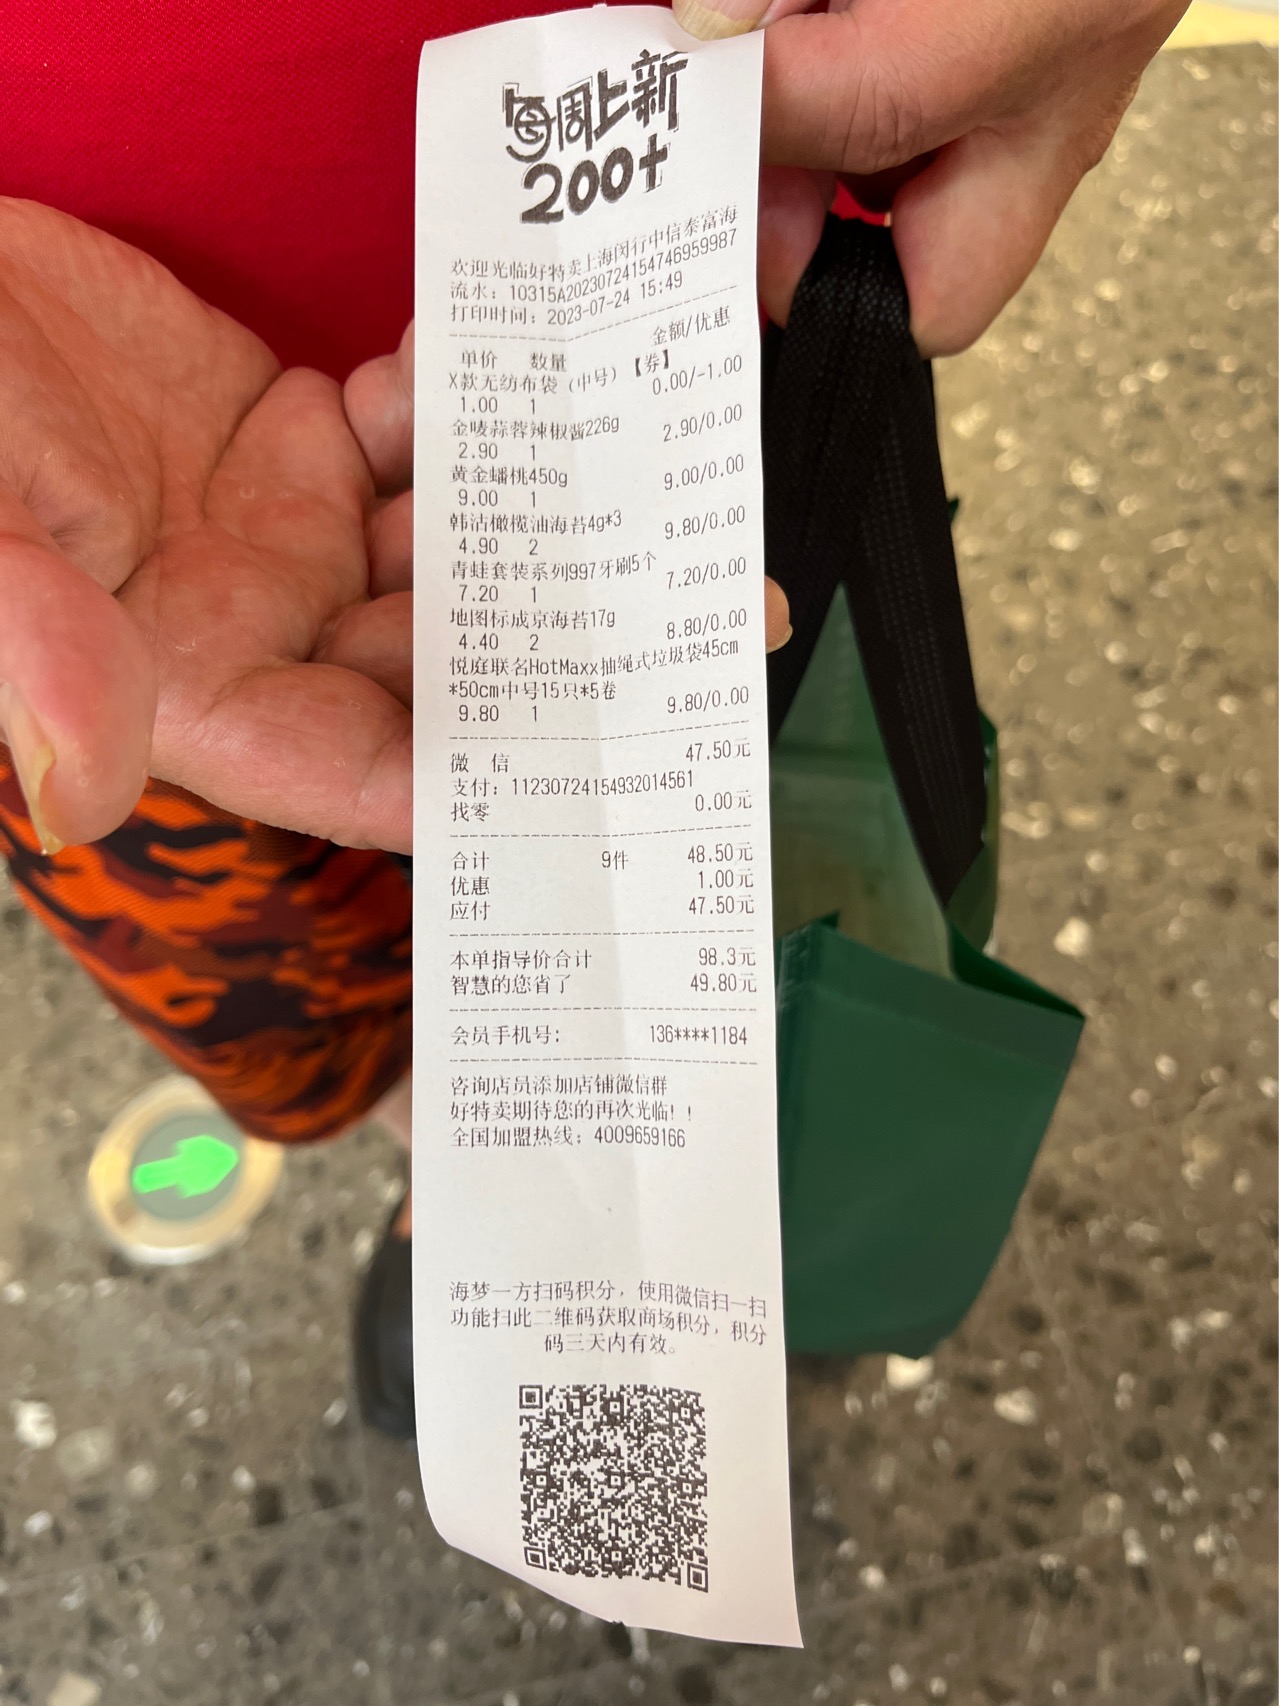 每周上新
200+
欢迎光临好特卖上海闵行中信泰富海
流水：10315A20230724154746959987
打印时间：2023-07-24 15:49
单价 数量 金额/优惠
X款无纺布袋（中号）【券】
1.00 1 0.00/-1.00
金唛蒜蓉辣椒酱226g
2.90 1 2.90/0.00
黄金蟠桃450g
9.00 1 9.00/0.00
韩沽橄榄油海苔4g*3
4.90 2 9.80/0.00
青蛙套装系列997牙刷5个
7.20 1 7.20/0.00
地图标成京海苔17g
4.40 2 8.80/0.00
悦庭联名HotMaxx抽绳式垃圾袋45cm
*50cm中号15只*5卷
9.80 1 9.80/0.00
微 信 47.50元
支付：11230724154932014561
找零 0.00元
合计 9件 48.50元
优惠 1.00元
应付 47.50元
本单指导价合计 98.3元
智慧的您省了 49.80元
会员手机号: 136****1184
咨询店员添加店铺微信群
好特卖期待您的再次光临！！
全国加盟热线：4009659166
海梦一方扫码积分，使用微信扫一扫
功能扫此二维码获取商场积分，积分
码三天内有效。